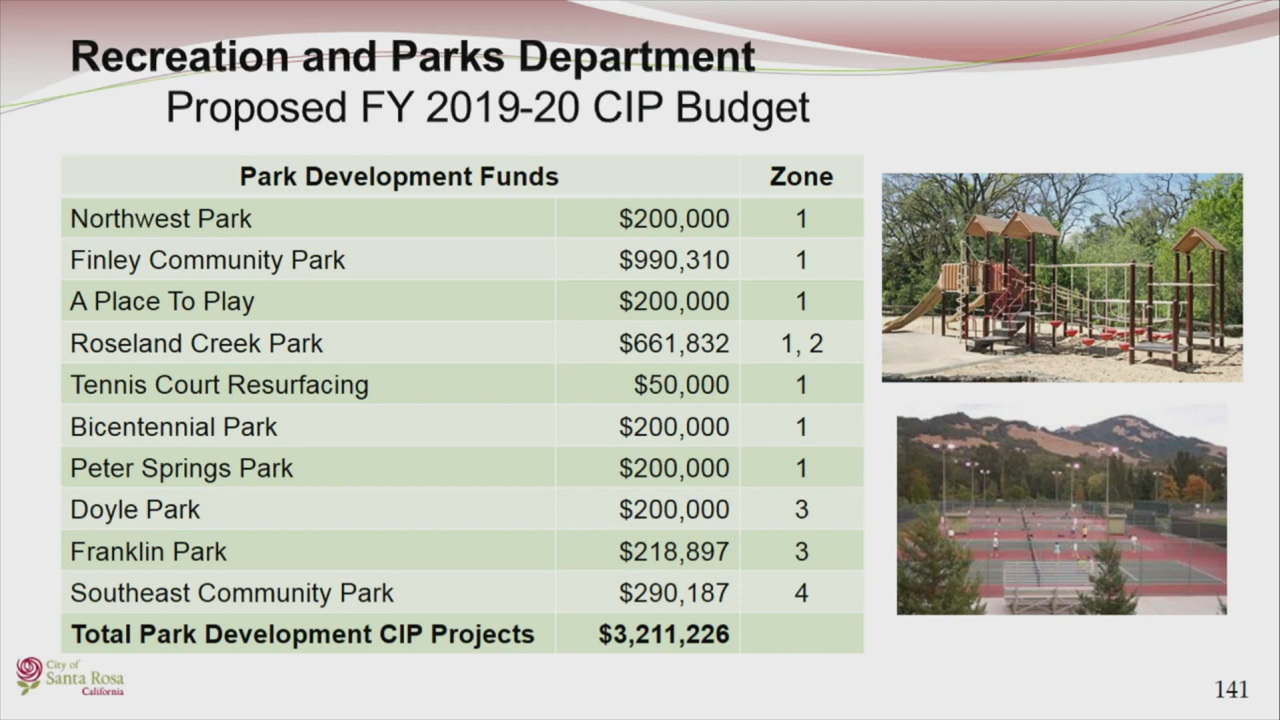 Recreation and Parks Department
Proposed FY 2019-20 CIP Budget
Park Development Funds Zone
Northwest Park $200,000 1
Finley Community Park $990,310 1
A Place To Play $200,000 1
Roseland Creek Park $661,832 1, 2
Tennis Court Resurfacing $50,000 1
Bicentennial Park $200,000 1
Peter Springs Park $200,000 1
Doyle Park $200,000 3
Franklin Park $218,897 3
Southeast Community Park $290,187 4
Total Park Development CIP Projects $3,211,226
City of
Santa Rosa
California
141